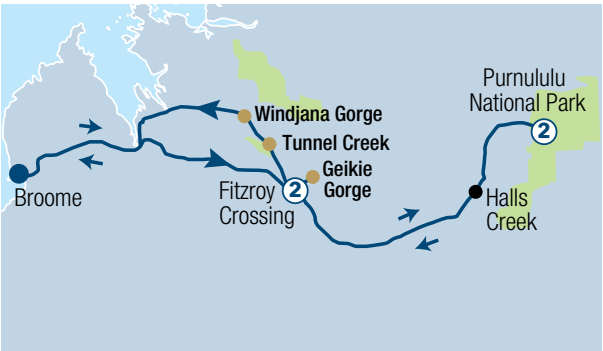 Purnululu
National Park
2
Windjana Gorge
Tunnel Creek
Geikie
Gorge
Broome
Fitzroy
Crossing
2
Halls
Creek